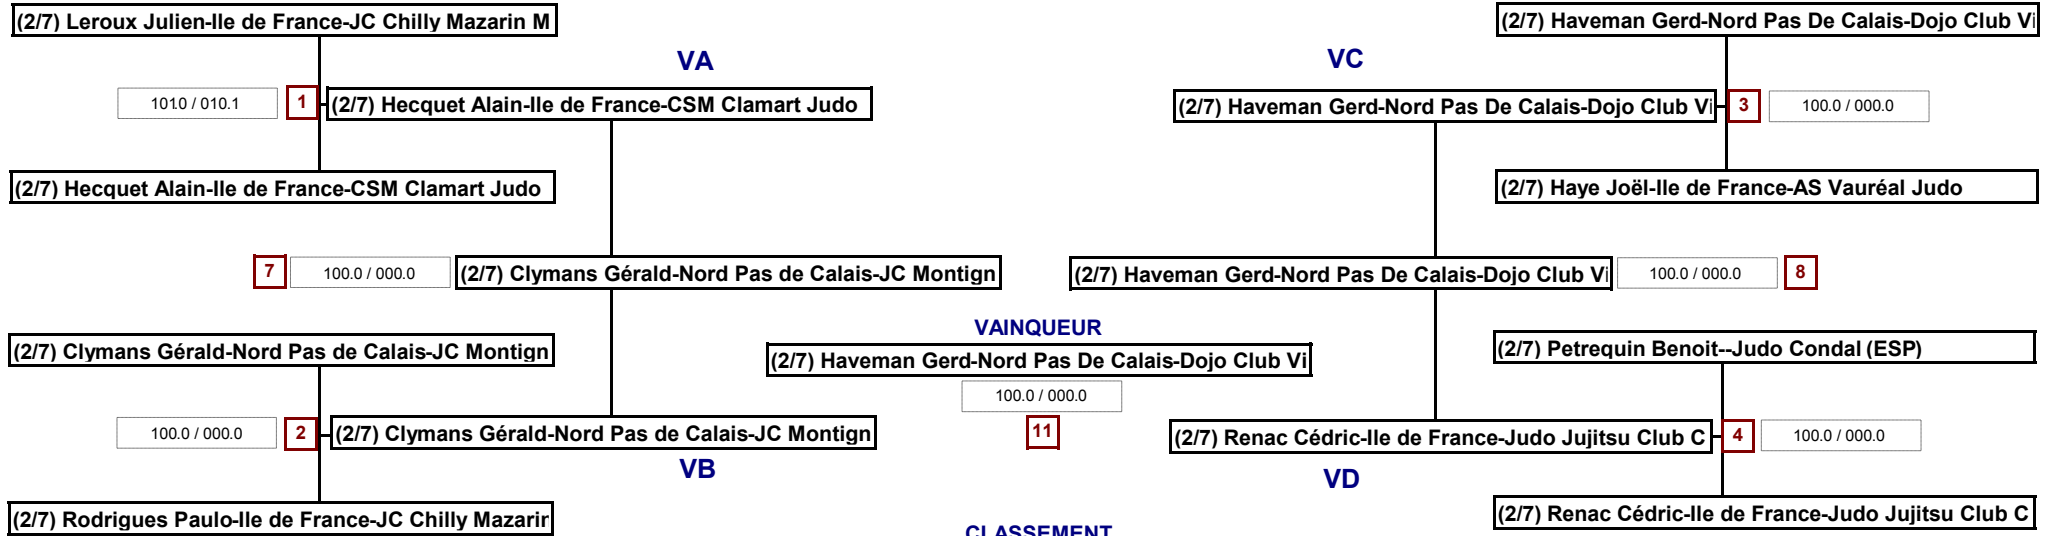 (2/7) Leroux Julien-Ile de France-JC Chilly Mazarin M
(2/7) Haveman Gerd-Nord Pas De Calais-Dojo Club Vi
VA
VC
1010 / 010.1
1
(2/7) Hecquet Alain-Ile de France-CSM Clamart Judo
(2/7) Haveman Gerd-Nord Pas De Calais-Dojo Club Vi
3
100.0 / 000.0
(2/7) Hecquet Alain-Ile de France-CSM Clamart Judo
(2/7) Haye Joël-Ile de France-AS Vauréal Judo
7
100.0 / 000.0
(2/7) Clymans Gérald-Nord Pas de Calais-JC Montign
(2/7) Haveman Gerd-Nord Pas De Calais-Dojo Club Vi
100.0 / 000.0
8
VAINQUEUR
(2/7) Clymans Gérald-Nord Pas de Calais-JC Montign
(2/7) Haveman Gerd-Nord Pas De Calais-Dojo Club Vi
(2/7) Petrequin Benoit--Judo Condal (ESP)
100.0 / 000.0
100.0 / 000.0
2
(2/7) Clymans Gérald-Nord Pas de Calais-JC Montign
11
(2/7) Renac Cédric-Ile de France-Judo Jujitsu Club C
4
100.0 / 000.0
VB
VD
(2/7) Rodrigues Paulo-Ile de France-JC Chilly Mazarin
(2/7) Renac Cédric-Ile de France-Judo Jujitsu Club C
CLASSEMENT